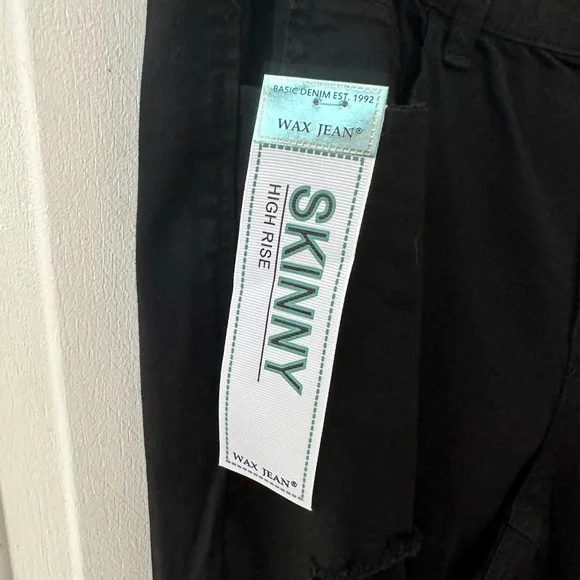 BASIC DENIM EST. 1992
WAX JEAN®
SKINNY
HIGH RISE
WAX JEAN®